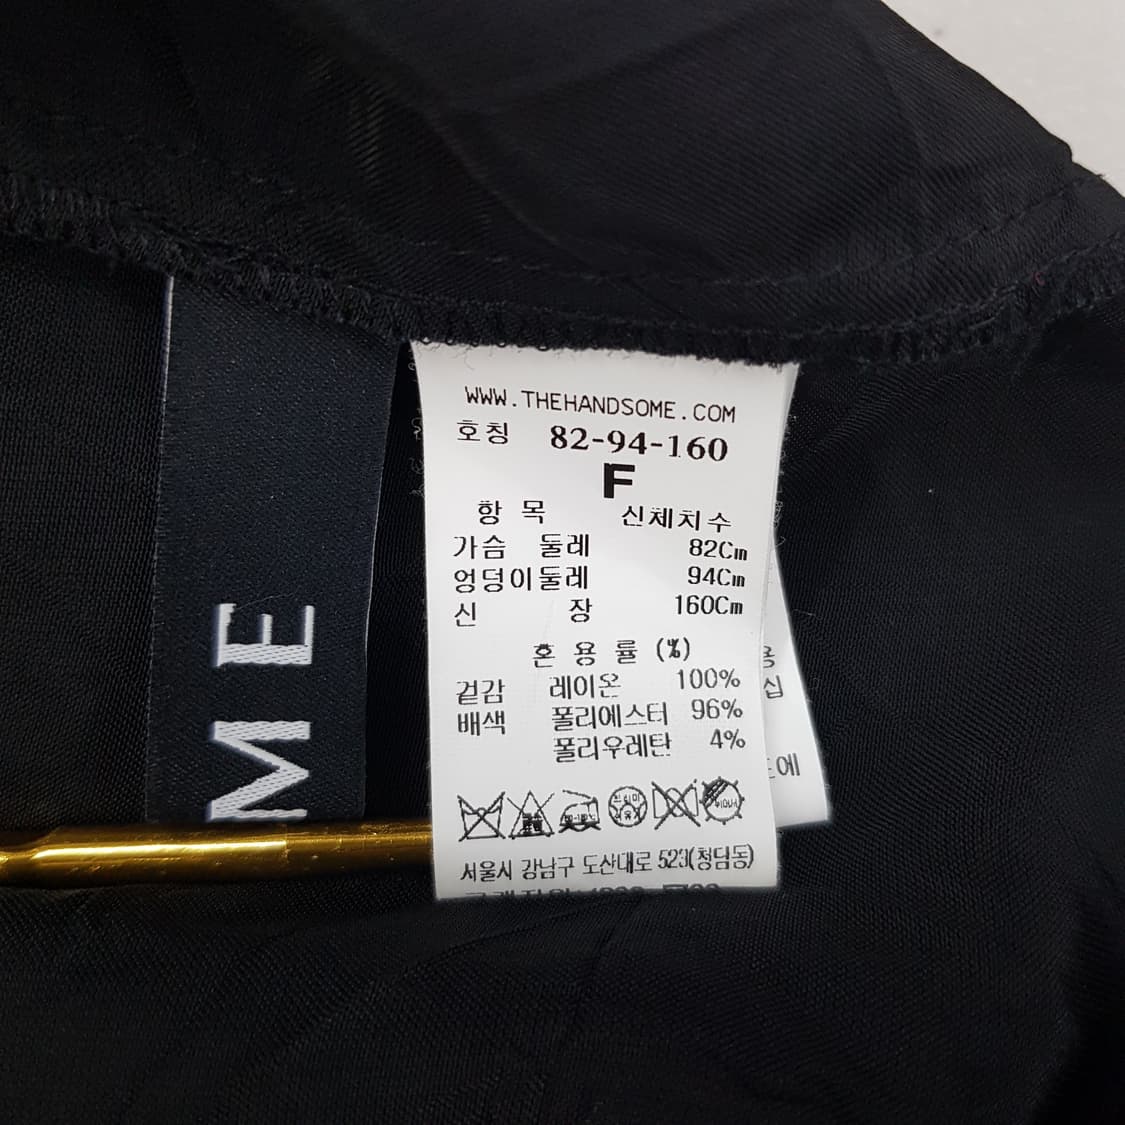 WWW.THEHANDSOME.COM
호칭 82-94-160
F
항 목 신체치수
가슴 둘레 82Cm
엉덩이둘레 94Cm
신 장 160Cm
혼 용 률 (%)
겉감 레이온 100%
배색 폴리에스터 96%
폴리우레탄 4%
서울시 강남구 도산대로 523(청담동)
ME
용
십
에